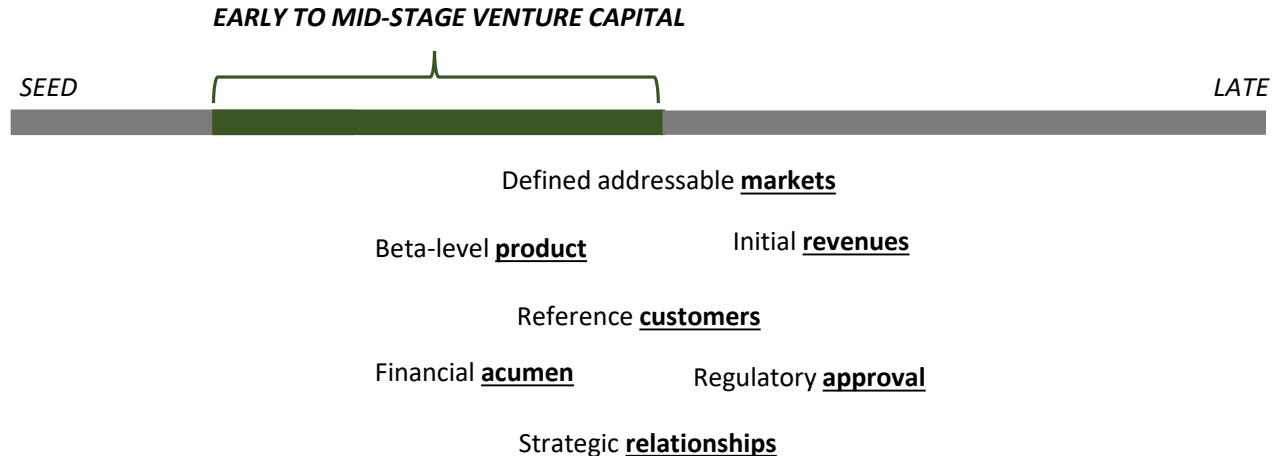 EARLY TO MID-STAGE VENTURE CAPITAL
SEED
LATE
Defined addressable markets
Beta-level product
Initial revenues
Reference customers
Financial acumen
Regulatory approval
Strategic relationships